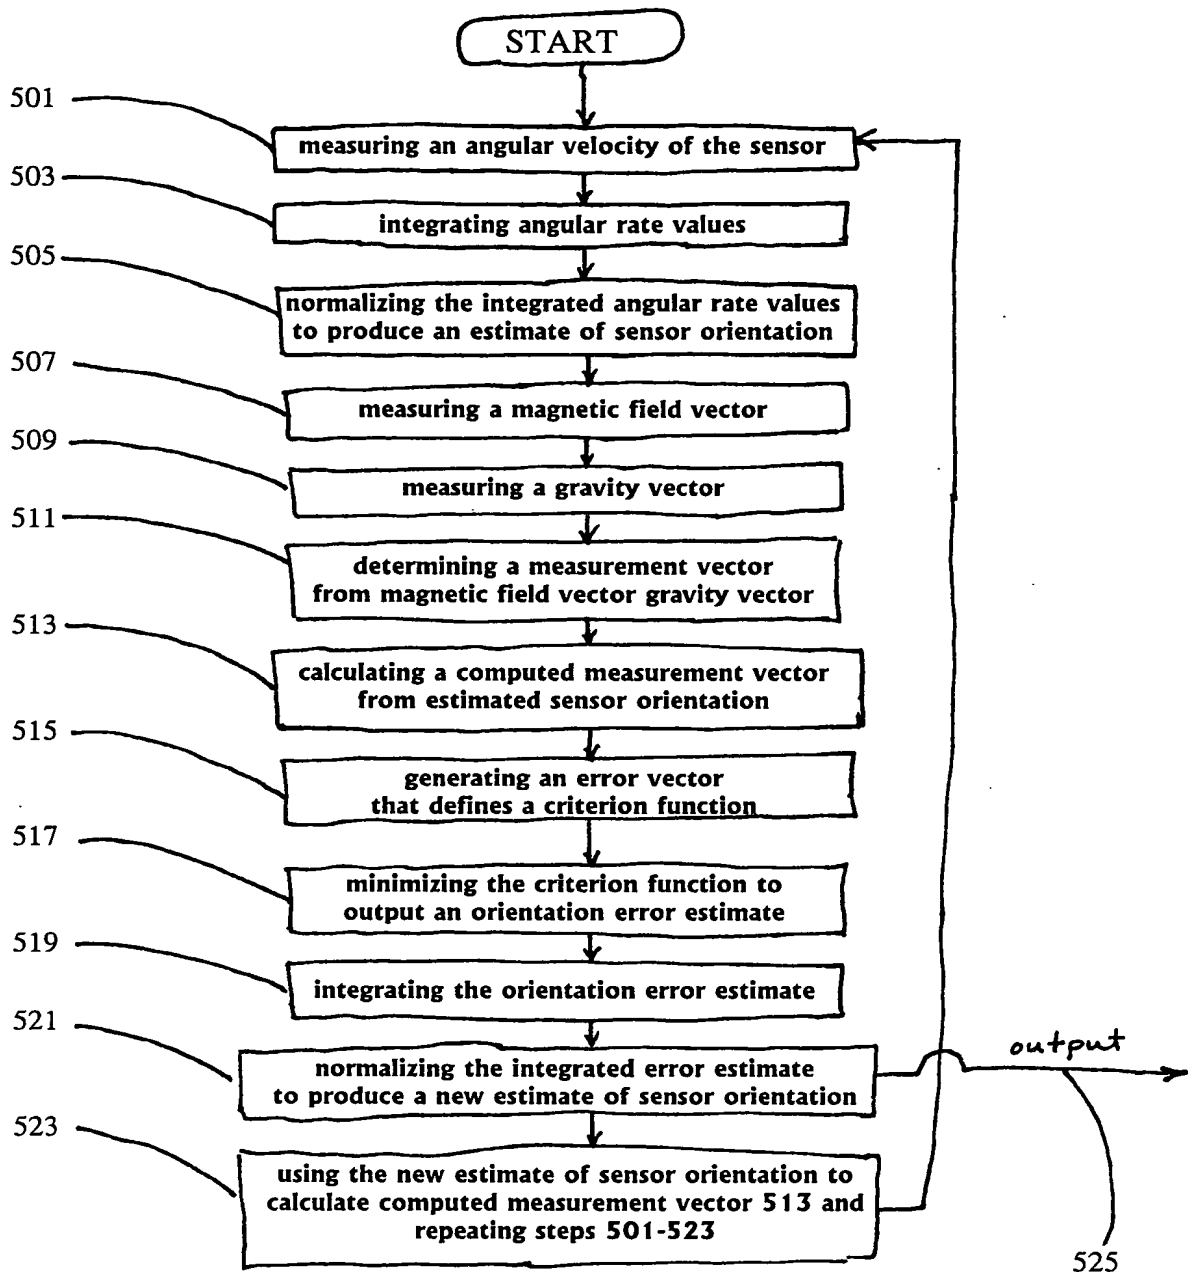 START
501
measuring an angular velocity of the sensor
503
integrating angular rate values
505
normalizing the integrated angular rate values
to produce an estimate of sensor orientation
507
measuring a magnetic field vector
509
measuring a gravity vector
511
determining a measurement vector
from magnetic field vector gravity vector
513
calculating a computed measurement vector
from estimated sensor orientation
515
generating an error vector
that defines a criterion function
517
minimizing the criterion function to
output an orientation error estimate
519
integrating the orientation error estimate
521
normalizing the integrated error estimate
to produce a new estimate of sensor orientation
output
523
using the new estimate of sensor orientation to
calculate computed measurement vector 513 and
repeating steps 501-523
525